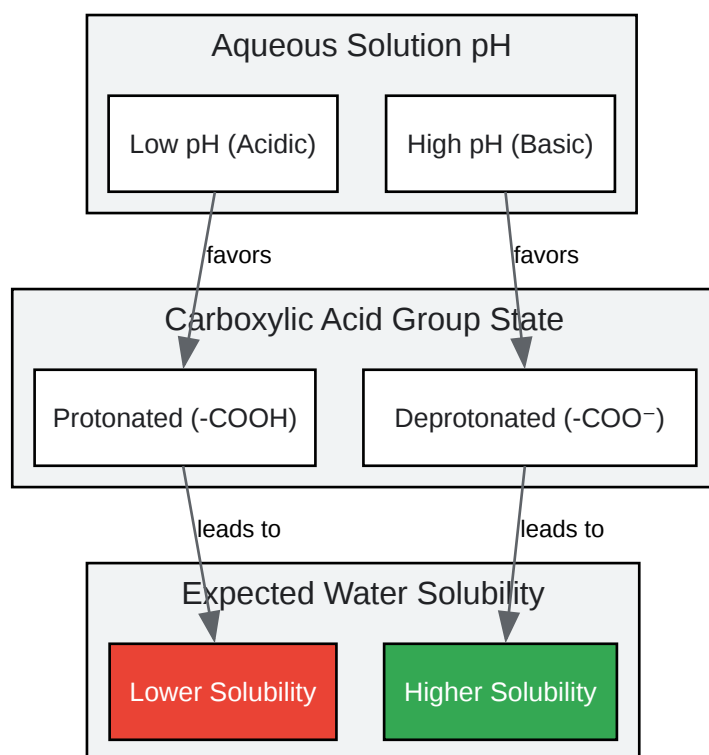 Aqueous Solution pH
Low pH (Acidic)
High pH (Basic)
favors
favors
Carboxylic Acid Group State
Protonated (-COOH)
Deprotonated (-COO⁻)
leads to
leads to
Expected Water Solubility
Lower Solubility
Higher Solubility